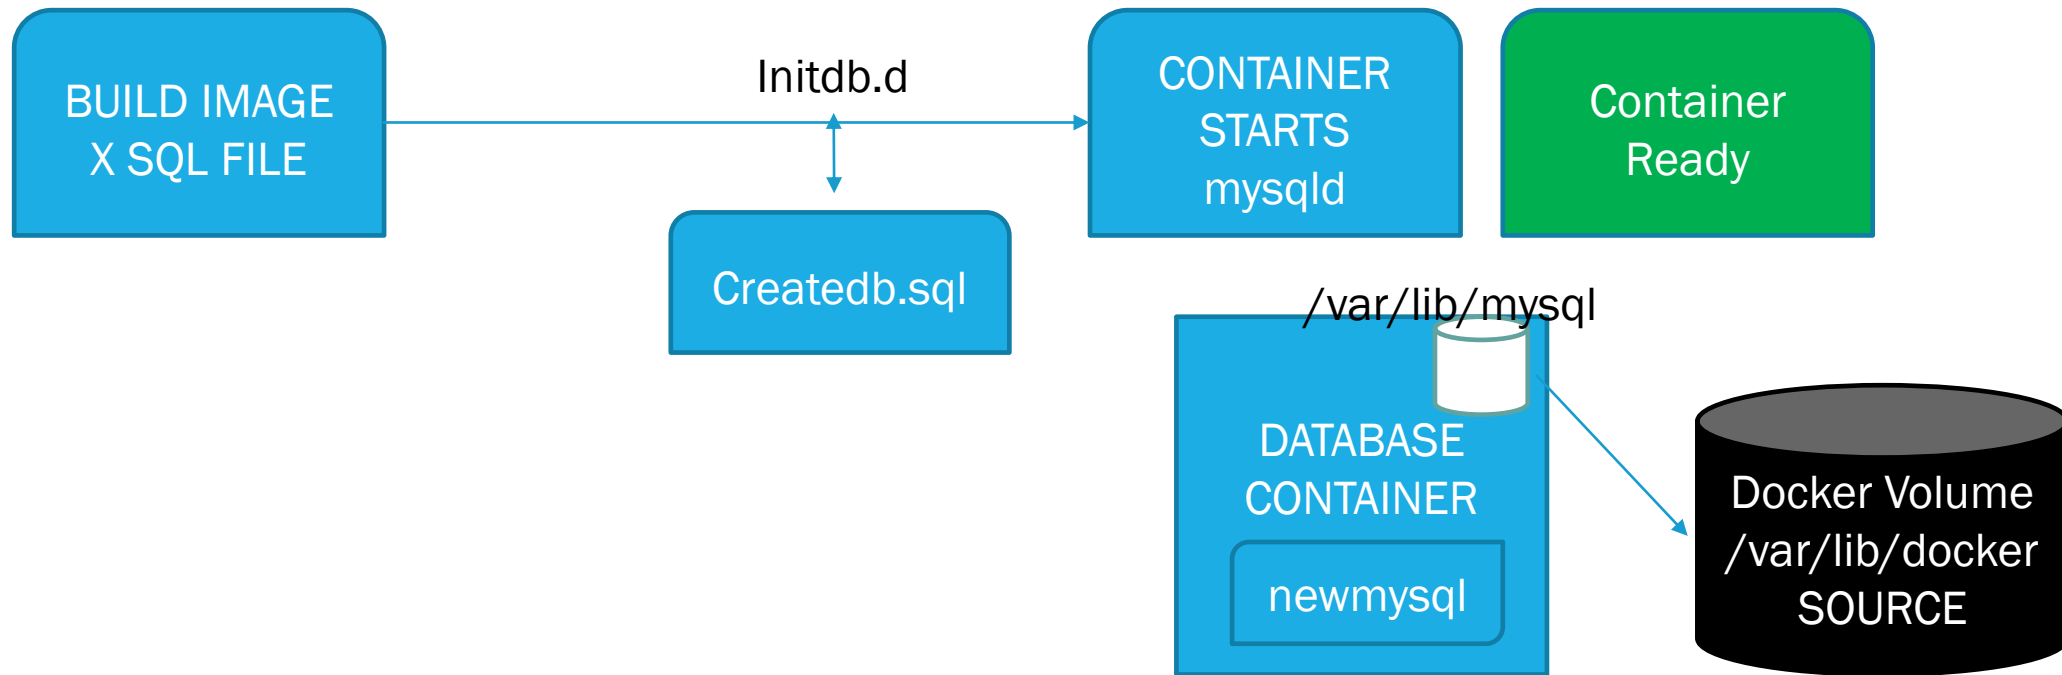 BUILD IMAGE
X SQL FILE
Initdb.d
Createdb.sql
CONTAINER
STARTS
mysqld
Container
Ready
/var/lib/mysql
DATABASE
CONTAINER
newmysql
Docker Volume
/var/lib/docker
SOURCE